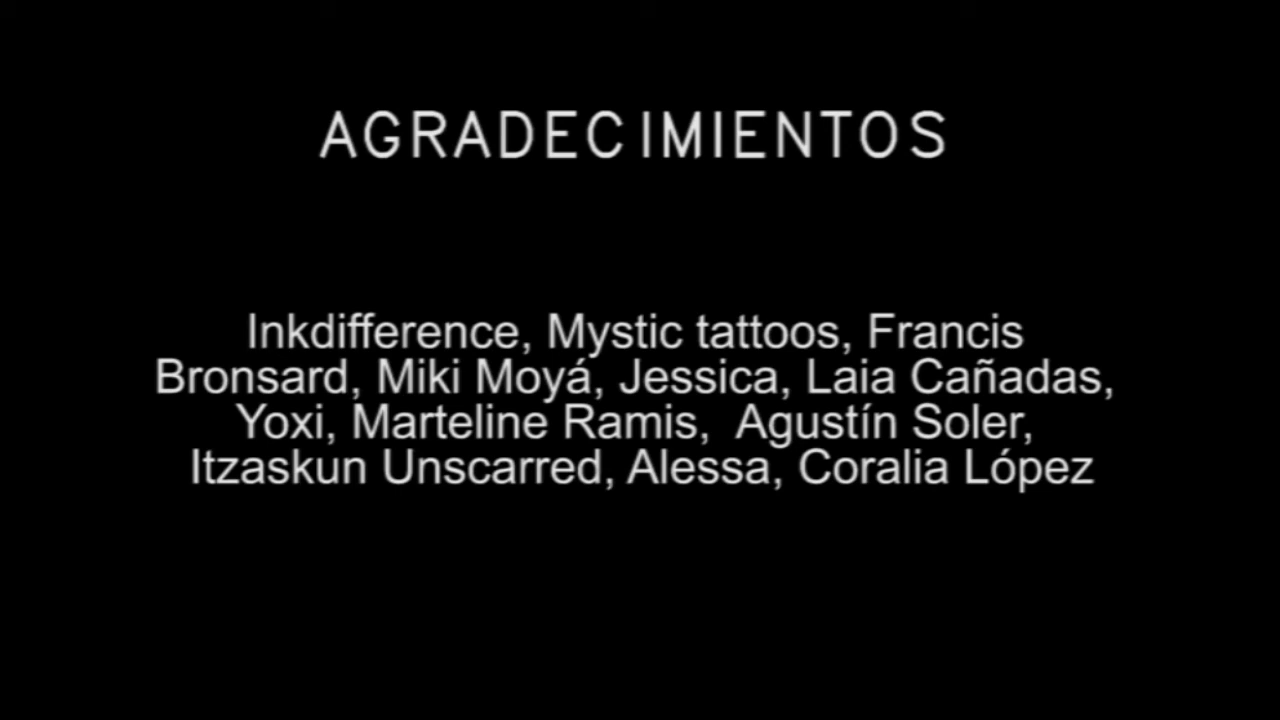 AGRADECIMIENTOS
Inkdifference, Mystic tattoos, Francis
Bronsard, Miki Moyá, Jessica, Laia Cañadas,
Yoxi, Marteline Ramis,  Agustín Soler,
Itzaskun Unscarred, Alessa, Coralia López